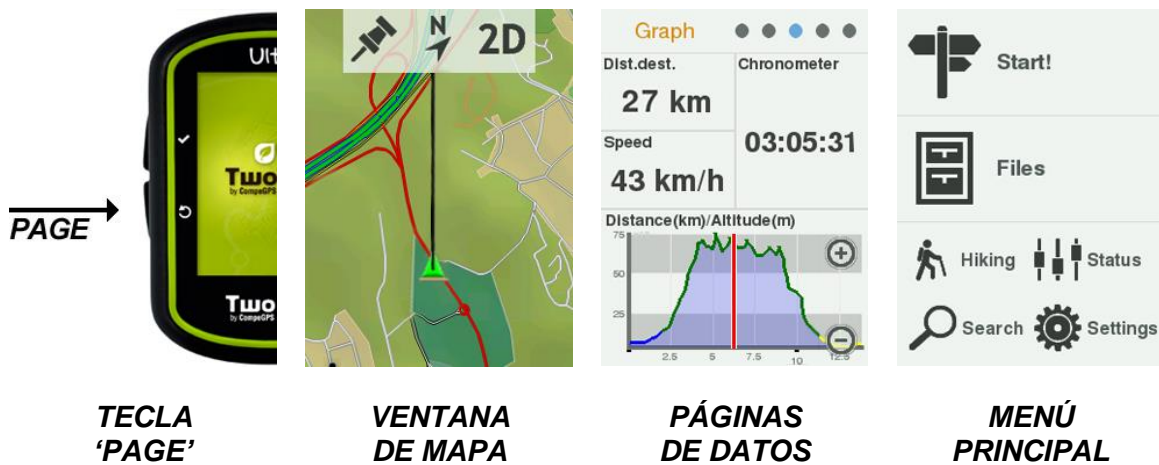 PAGE
Ult
Two
by CompeGPS
Two
by CompeGPS
N
2D
Graph
Dist.dest.
27 km
Chronometer
03:05:31
Speed
43 km/h
Distance(km)/Altitude(m)
75
50
25
2.5 5 7.5 10 12.5
Start!
Files
Hiking
Status
Search
Settings
TECLA
‘PAGE’
VENTANA
DE MAPA
PÁGINAS
DE DATOS
MENÚ
PRINCIPAL